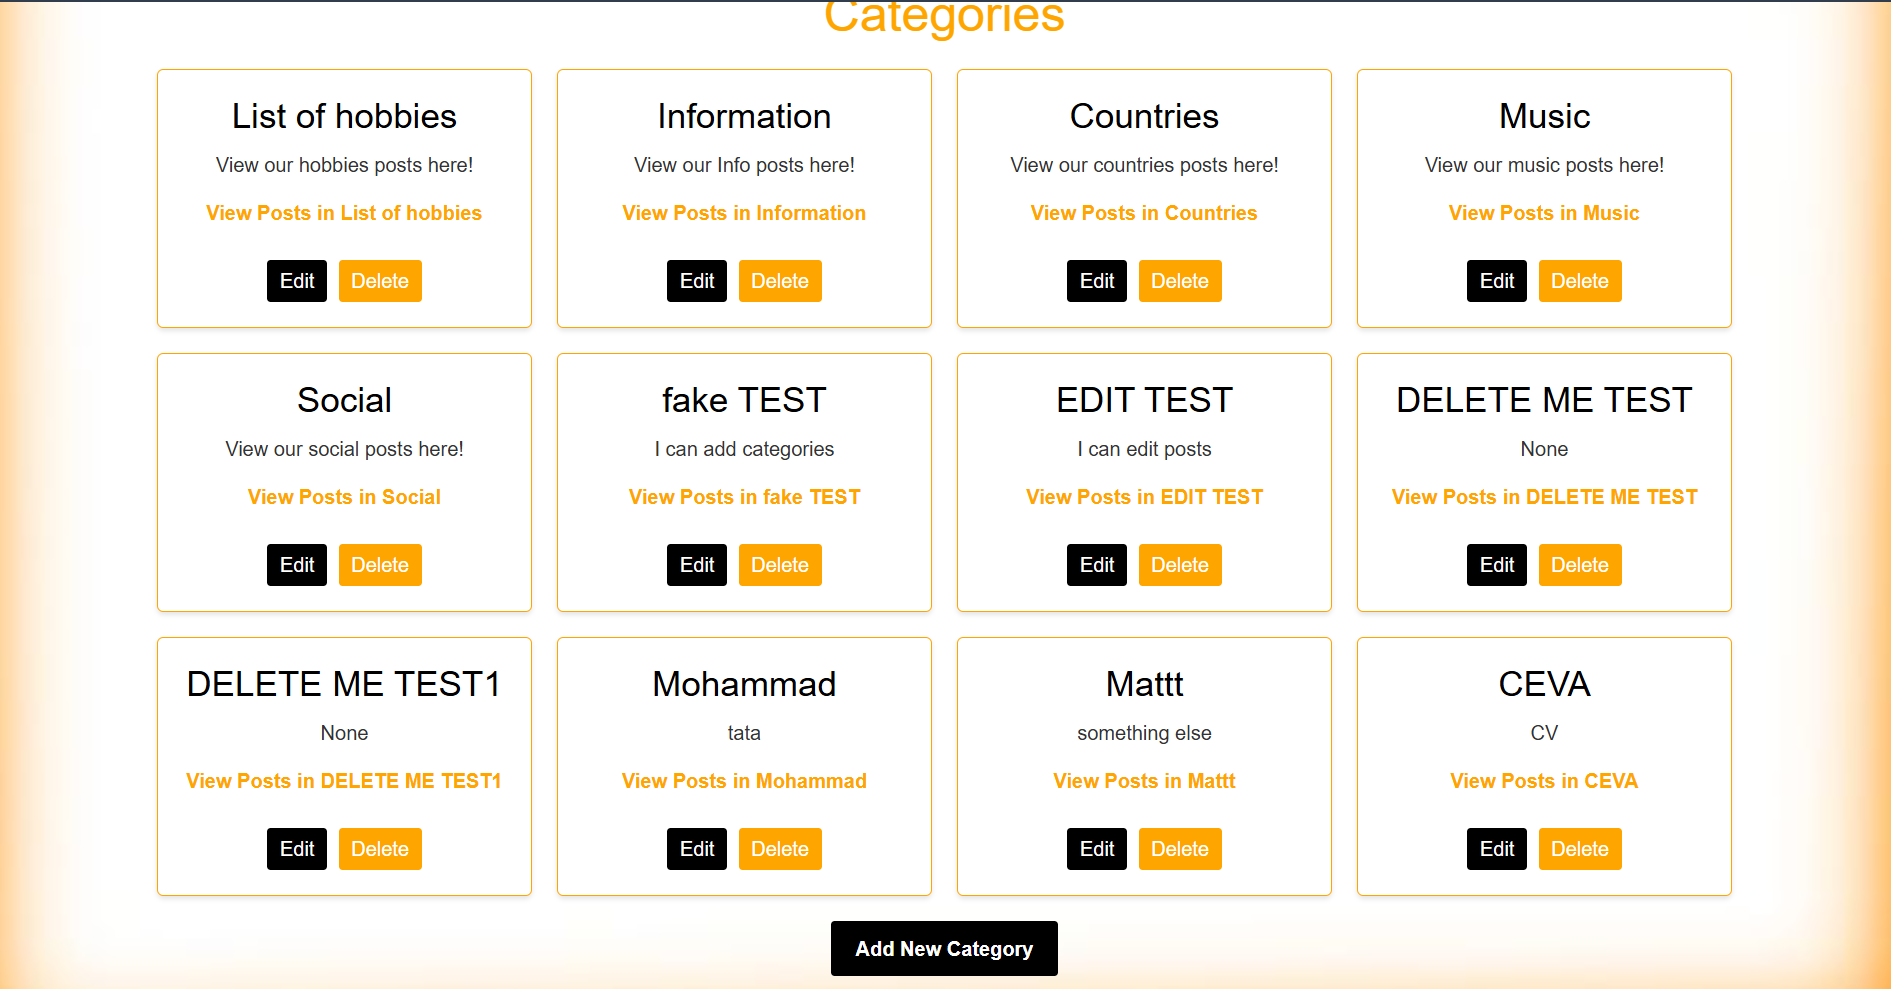 Categories
List of hobbies
View our hobbies posts here!
View Posts in List of hobbies
Edit Delete
Information
View our Info posts here!
View Posts in Information
Edit Delete
Countries
View our countries posts here!
View Posts in Countries
Edit Delete
Music
View our music posts here!
View Posts in Music
Edit Delete
Social
View our social posts here!
View Posts in Social
Edit Delete
fake TEST
I can add categories
View Posts in fake TEST
Edit Delete
EDIT TEST
I can edit posts
View Posts in EDIT TEST
Edit Delete
DELETE ME TEST
None
View Posts in DELETE ME TEST
Edit Delete
DELETE ME TEST1
None
View Posts in DELETE ME TEST1
Edit Delete
Mohammad
tata
View Posts in Mohammad
Edit Delete
Mattt
something else
View Posts in Mattt
Edit Delete
CEVA
CV
View Posts in CEVA
Edit Delete
Add New Category